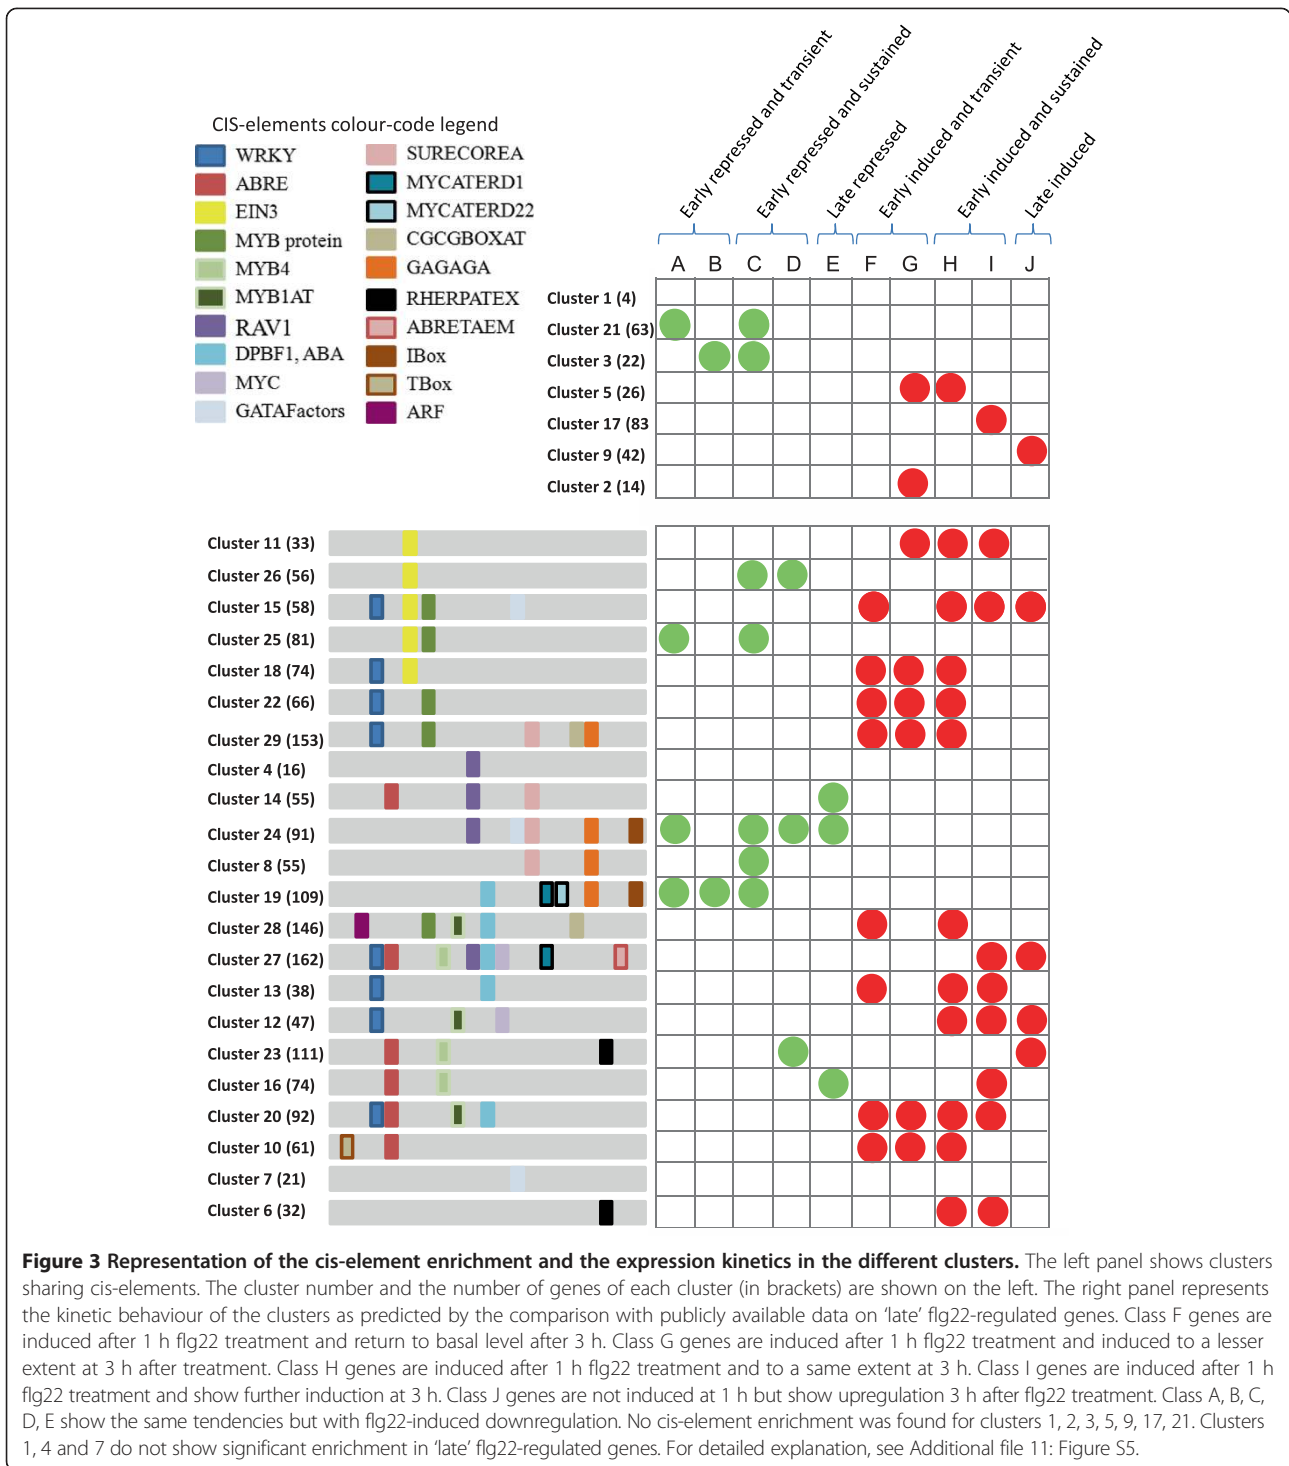 Early repressed and transient
Early repressed and sustained
Late repressed
Early induced and transient
Early induced and sustained
Late induced
CIS-elements colour-code legend
WRKY
ABRE
EIN3
MYB protein
MYB4
MYB1AT
RAV1
DPBF1, ABA
MYC
GATAFactors
SURECOREA
MYCATERD1
MYCATERD22
CGCGBOXAT
GAGAGA
RHERPATEX
ABRETAEM
IBox
TBox
ARF
A B C D E F G H I J
Cluster 1 (4)
Cluster 21 (63)
Cluster 3 (22)
Cluster 5 (26)
Cluster 17 (83
Cluster 9 (42)
Cluster 2 (14)
Cluster 11 (33)
Cluster 26 (56)
Cluster 15 (58)
Cluster 25 (81)
Cluster 18 (74)
Cluster 22 (66)
Cluster 29 (153)
Cluster 4 (16)
Cluster 14 (55)
Cluster 24 (91)
Cluster 8 (55)
Cluster 19 (109)
Cluster 28 (146)
Cluster 27 (162)
Cluster 13 (38)
Cluster 12 (47)
Cluster 23 (111)
Cluster 16 (74)
Cluster 20 (92)
Cluster 10 (61)
Cluster 7 (21)
Cluster 6 (32)
Figure 3 Representation of the cis-element enrichment and the expression kinetics in the different clusters. The left panel shows clusters
sharing cis-elements. The cluster number and the number of genes of each cluster (in brackets) are shown on the left. The right panel represents
the kinetic behaviour of the clusters as predicted by the comparison with publicly available data on 'late' flg22-regulated genes. Class F genes are
induced after 1 h flg22 treatment and return to basal level after 3 h. Class G genes are induced after 1 h flg22 treatment and induced to a lesser
extent at 3 h after treatment. Class H genes are induced after 1 h flg22 treatment and to a same extent at 3 h. Class I genes are induced after 1 h
flg22 treatment and show further induction at 3 h. Class J genes are not induced at 1 h but show upregulation 3 h after flg22 treatment. Class A, B, C,
D, E show the same tendencies but with flg22-induced downregulation. No cis-element enrichment was found for clusters 1, 2, 3, 5, 9, 17, 21. Clusters
1, 4 and 7 do not show significant enrichment in 'late' flg22-regulated genes. For detailed explanation, see Additional file 11: Figure S5.